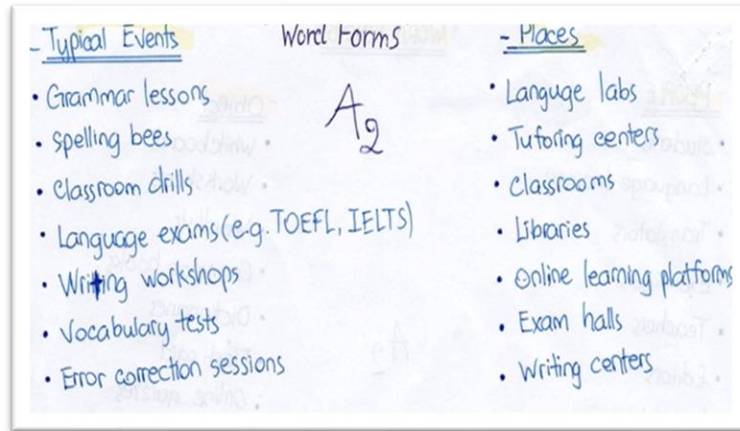 - Typical Events
• Grammar lessons
• Spelling bees
• Classroom drills
• Language exams (e.g. TOEFL, IELTS)
• Writing workshops
• Vocabulary tests
• Error correction sessions
Word Forms
A2
- Places
• Languge labs
• Tutoring centers
• Classrooms
• Libraries
• Online learning platforms
• Exam halls
• Writing centers